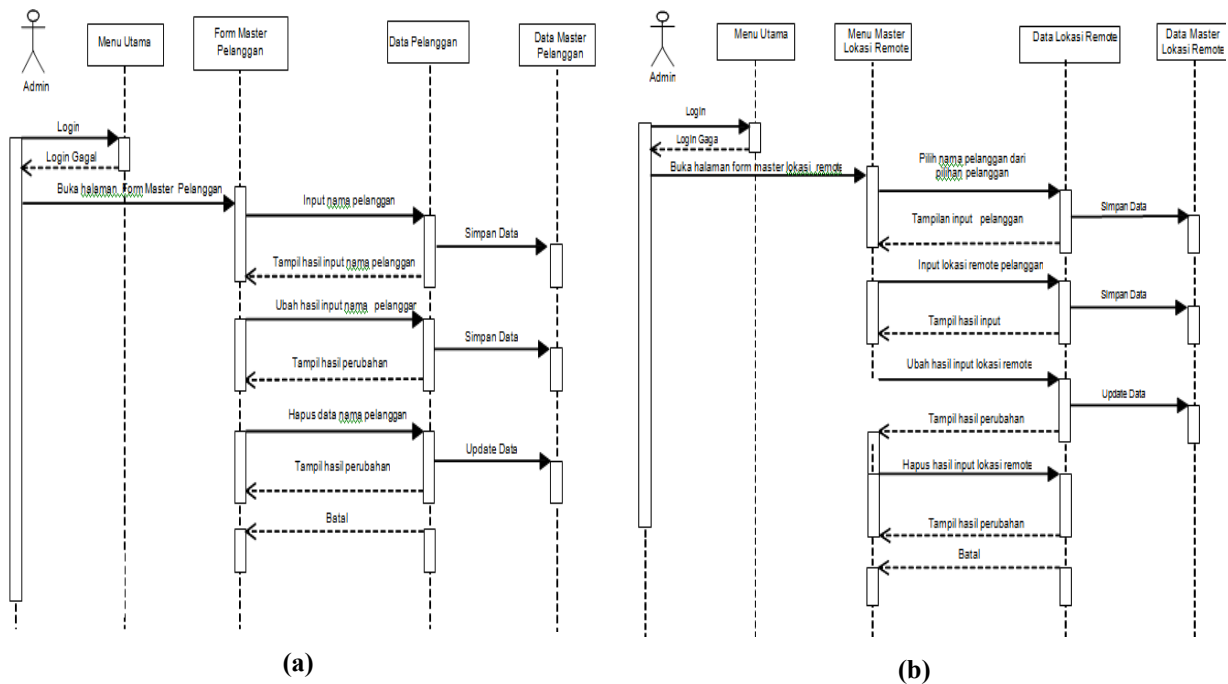 Menu Utama
Form Master
Pelanggan
Data Pelanggan
Data Master
Pelanggan
Admin
Login
Login Gagal
Buka halaman Form Master Pelanggan
Input nama pelanggan
Simpan Data
Tampil hasil input nama pelanggan
Ubah hasil input nama pelanggar
Simpan Data
Tampil hasil perubahan
Hapus data nama pelanggan
Update Data
Tampil hasil perubahan
Batal
(a)
Menu Utama
Menu Master
Lokasi Remote
Data Lokasi Remote
Data Master
Lokasi Remote
Admin
Login
Login Gaga
Buka halaman form master lokasi remote
Pilih nama pelanggan dari
pilihan pelanggan
Simpan Data
Tampilan input pelanggan
Input lokasi remote pelanggan
Simpan Data
Tampil hasil input
Ubah hasil input lokasi remote
Update Data
Tampil hasil perubahan
Hapus hasil input lokasi remote
Tampil hasil perubahan
Batal
(b)